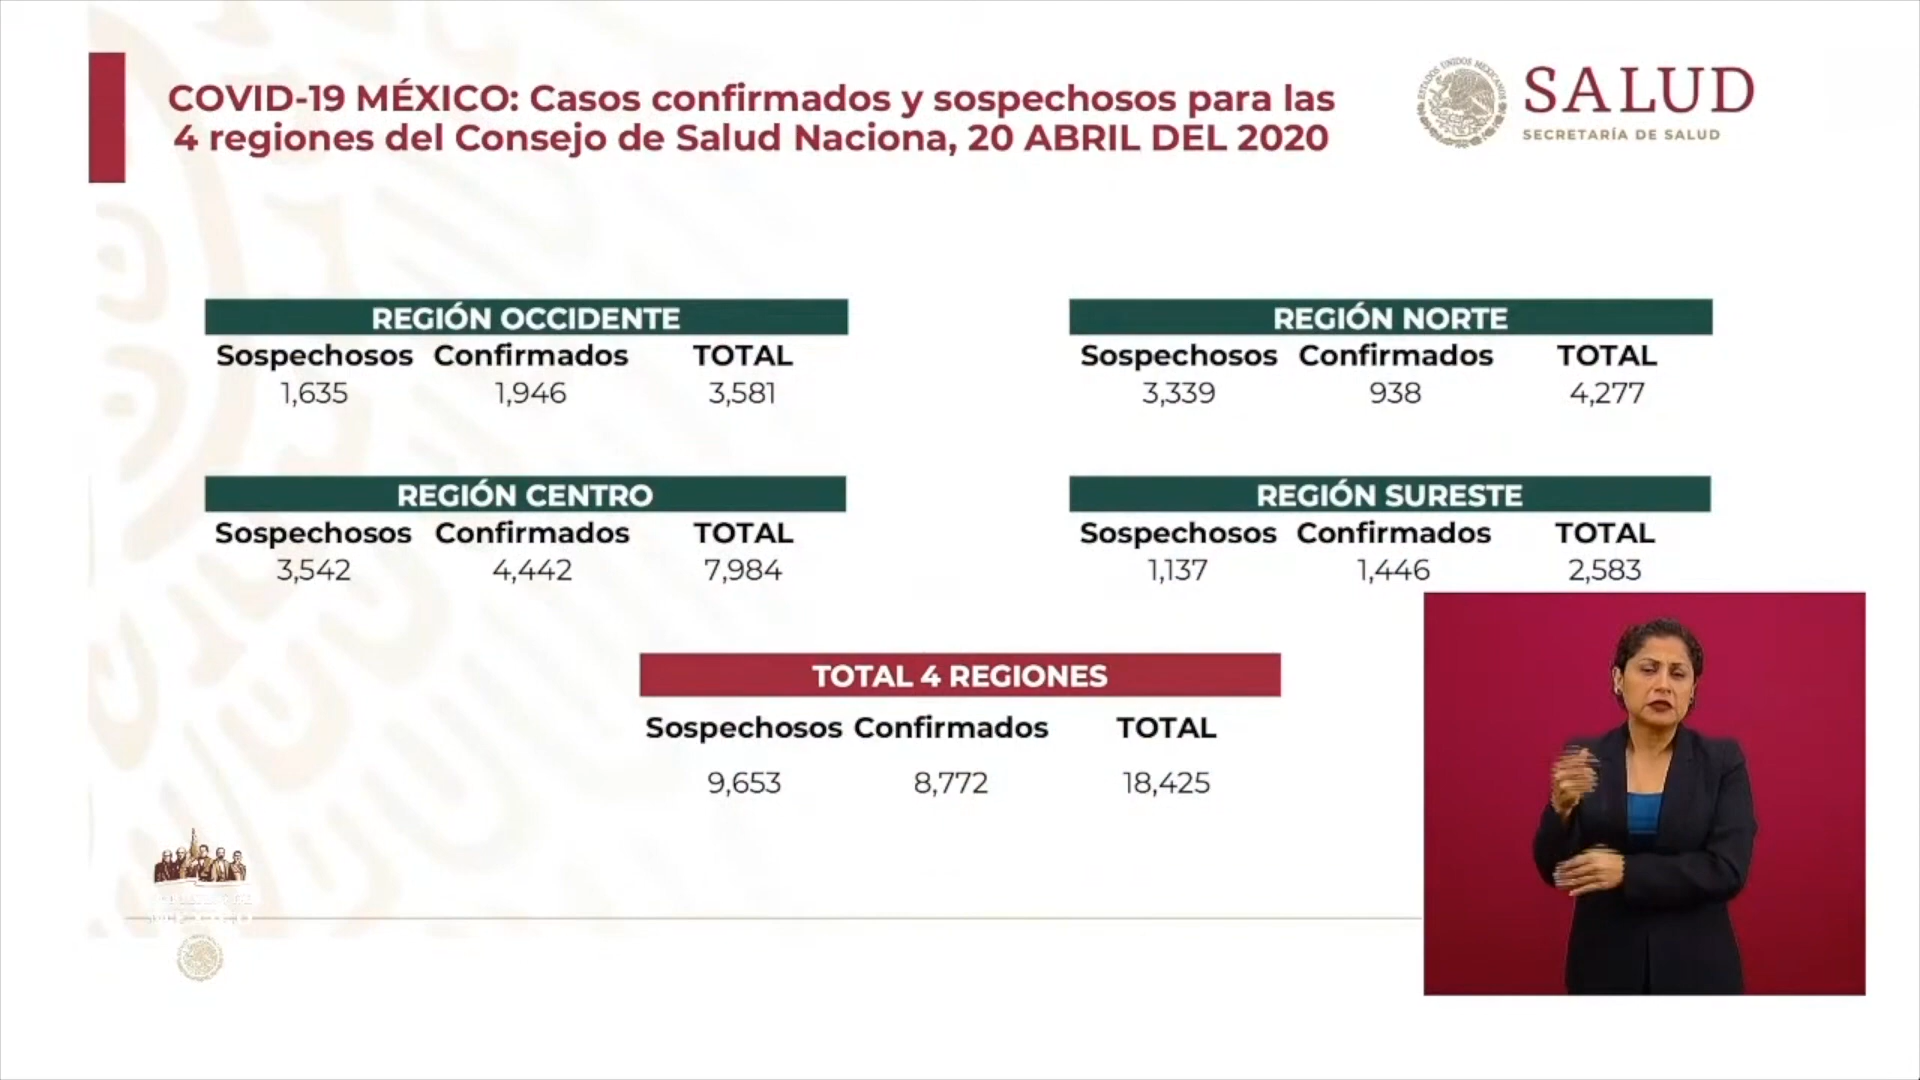 COVID-19 MÉXICO: Casos confirmados y sospechosos para las
4 regiones del Consejo de Salud Naciona, 20 ABRIL DEL 2020
ESTADOS UNIDOS MEXICANOS
SALUD
SECRETARÍA DE SALUD
REGIÓN OCCIDENTE
Sospechosos Confirmados TOTAL
1,635 1,946 3,581
REGIÓN NORTE
Sospechosos Confirmados TOTAL
3,339 938 4,277
REGIÓN CENTRO
Sospechosos Confirmados TOTAL
3,542 4,442 7,984
REGIÓN SURESTE
Sospechosos Confirmados TOTAL
1,137 1,446 2,583
TOTAL 4 REGIONES
Sospechosos Confirmados TOTAL
9,653 8,772 18,425